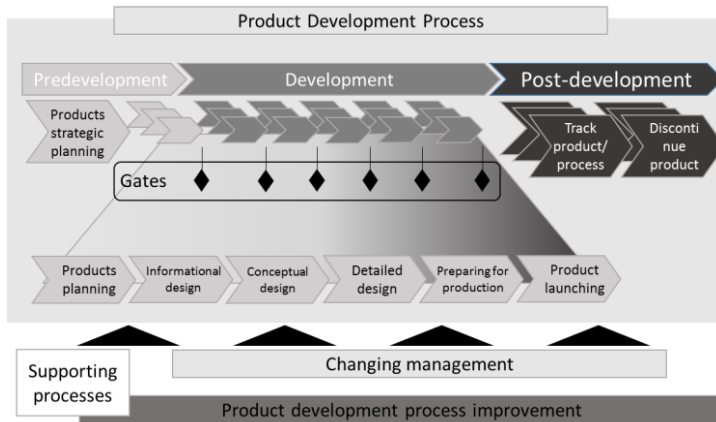 Product Development Process
Predevelopment
Development
Post-development
Products
strategic
planning
Track
product/
process
Disconti
nue
product
Gates
Products
planning
Informational
design
Conceptual
design
Detailed
design
Preparing for
production
Product
launching
Changing management
Supporting
processes
Product development process improvement